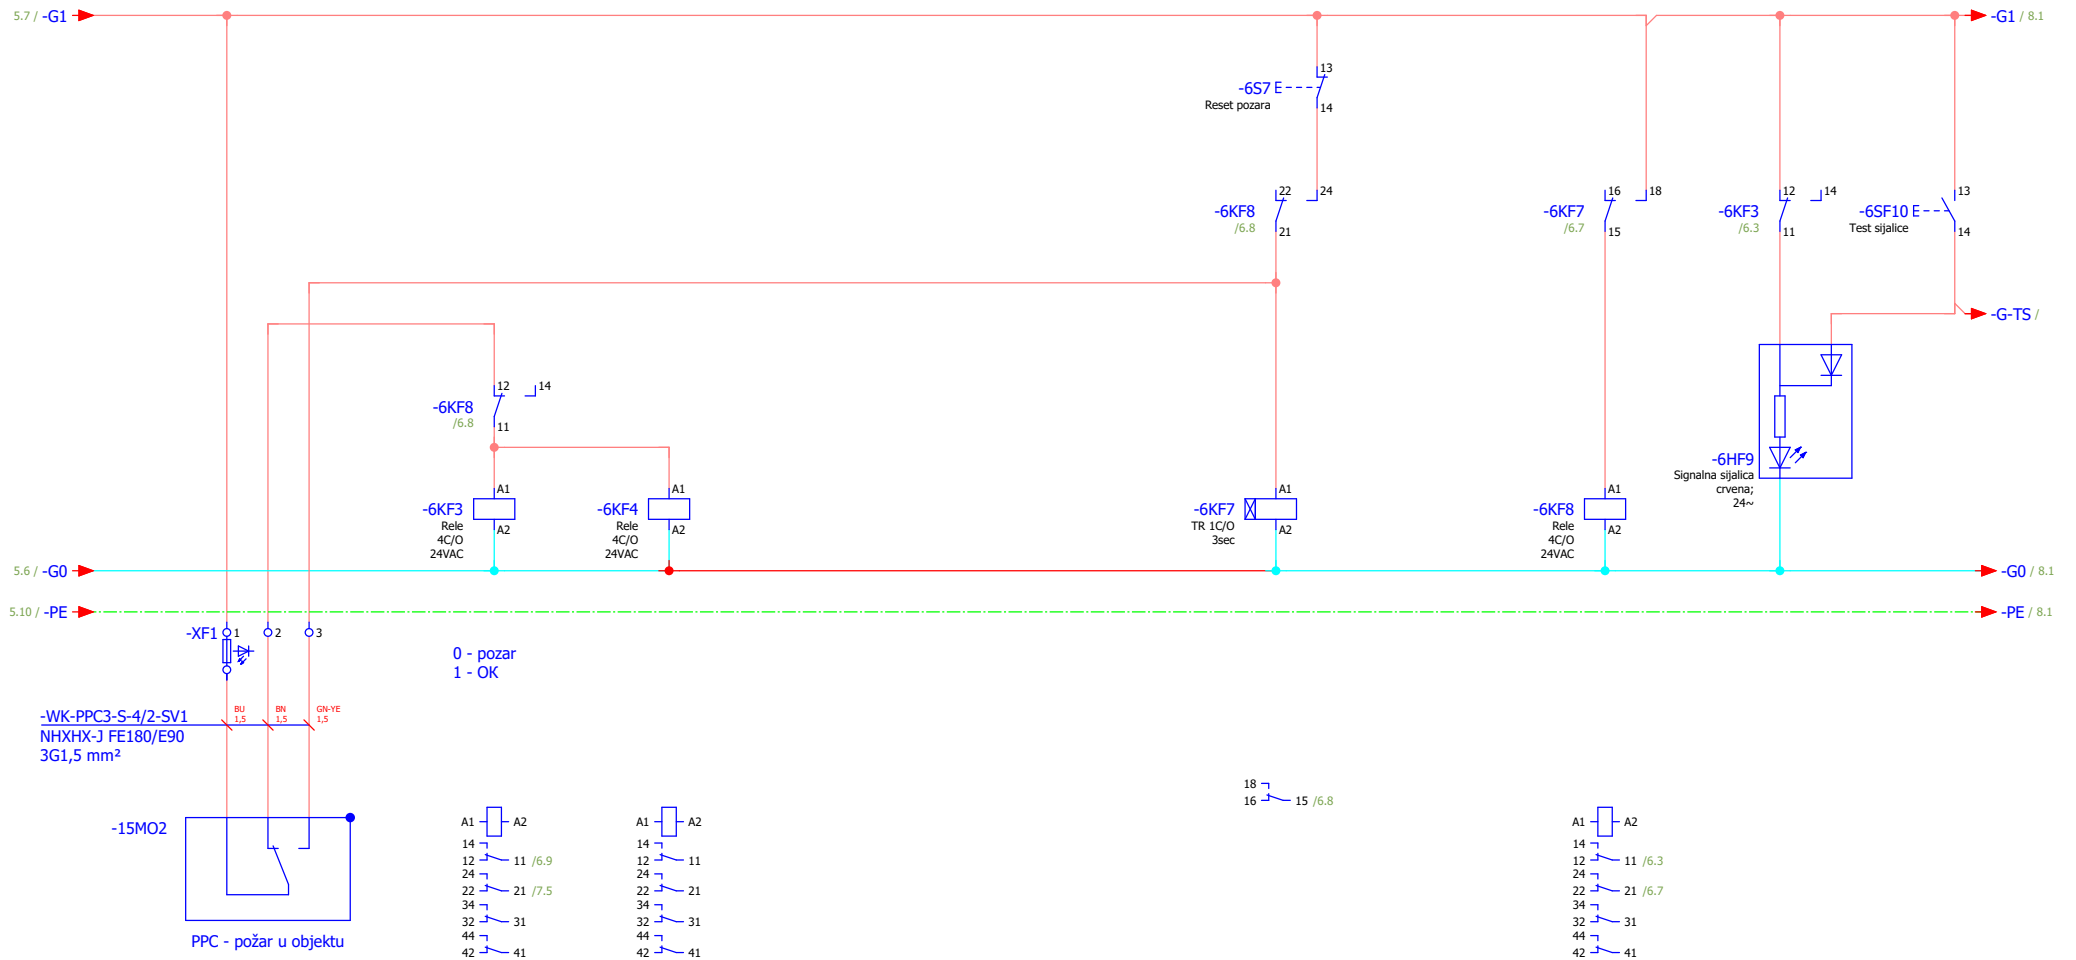 5.7 / -G1
-G1 / 8.1
13
-6S7
Reset pozara
14
22
24
-6KF8
/6.8
21
16
18
-6KF7
/6.7
15
12
14
-6KF3
/6.3
11
13
-6SF10
Test sijalice
14
-G-TS /
12
14
-6KF8
/6.8
11
A1
-6KF3
Rele
4C/O
24VAC
A2
A1
-6KF4
Rele
4C/O
24VAC
A2
A1
-6KF7
TR 1C/O
3sec
A2
A1
-6KF8
Rele
4C/O
24VAC
A2
-6HF9
Signalna sijalica
crvena;
24~
5.6 / -G0
-G0 / 8.1
5.10 / -PE
-PE / 8.1
-XF1
1
2
3
0 - pozar
1 - OK
BU
1,5
BN
1,5
GN-YE
1,5
-WK-PPC3-S-4/2-SV1
NHXHX-J FE180/E90
3G1,5 mm²
-15MO2
PPC - požar u objektu
A1 A2
14
12 11 /6.9
24
22 21 /7.5
34
32 31
44
42 41
A1 A2
14
12 11
24
22 21
34
32 31
44
42 41
18
16 15 /6.8
A1 A2
14
12 11 /6.3
24
22 21 /6.7
34
32 31
44
42 41